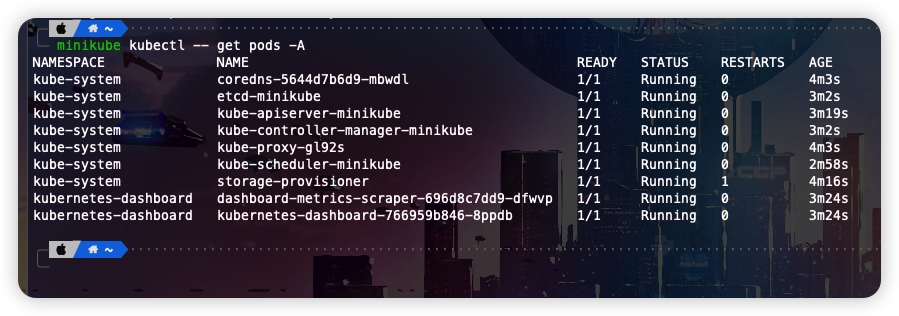 ~
minikube kubectl -- get pods -A
NAMESPACE NAME READY STATUS RESTARTS AGE
kube-system coredns-5644d7b6d9-mbwdl 1/1 Running 0 4m3s
kube-system etcd-minikube 1/1 Running 0 3m2s
kube-system kube-apiserver-minikube 1/1 Running 0 3m19s
kube-system kube-controller-manager-minikube 1/1 Running 0 3m2s
kube-system kube-proxy-gl92s 1/1 Running 0 4m3s
kube-system kube-scheduler-minikube 1/1 Running 0 2m58s
kube-system storage-provisioner 1/1 Running 1 4m16s
kubernetes-dashboard dashboard-metrics-scraper-696d8c7dd9-dfwvp 1/1 Running 0 3m24s
kubernetes-dashboard kubernetes-dashboard-766959b846-8ppdb 1/1 Running 0 3m24s
~